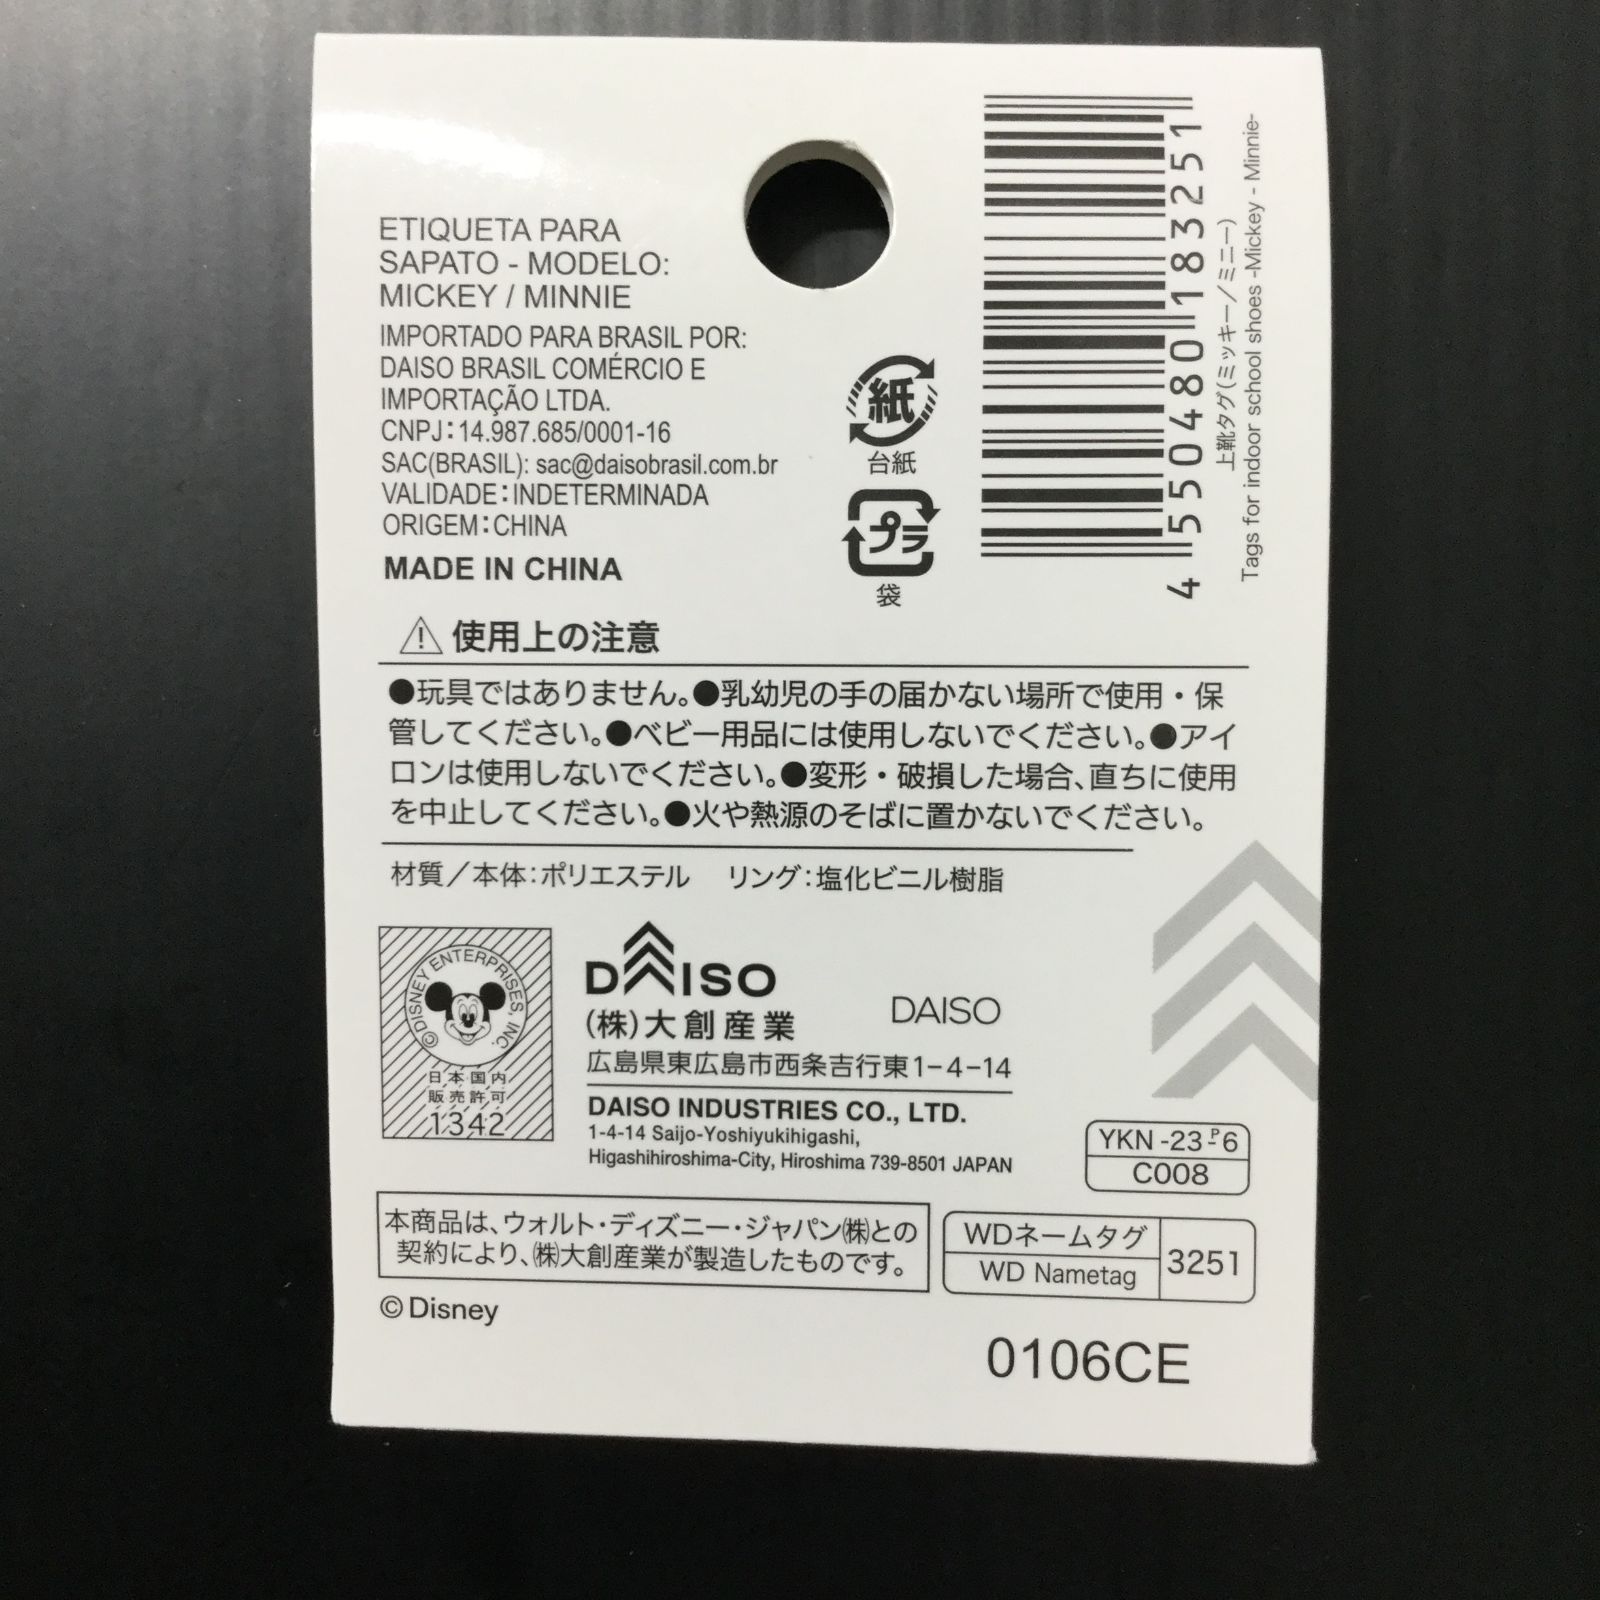 ETIQUETA PARA
SAPATO - MODELO:
MICKEY / MINNIE
IMPORTADO PARA BRASIL POR:
DAISO BRASIL COMÉRCIO E
IMPORTAÇÃO LTDA.
CNPJ:14.987.685/0001-16
SAC(BRASIL): sac@daisobrasil.com.br
VALIDADE:INDETERMINADA
ORIGEM:CHINA
MADE IN CHINA
紙
台紙
プラ
袋
4 550480 183251
上靴タグ(ミッキー/ミニー)
Tags for indoor school shoes -Mickey - Minnie-
⚠使用上の注意
●玩具ではありません。●乳幼児の手の届かない場所で使用・保
管してください。●ベビー用品には使用しないでください。●アイ
ロンは使用しないでください。●変形・破損した場合、直ちに使用
を中止してください。●火や熱源のそばに置かないでください。
材質/本体:ポリエステル リング:塩化ビニル樹脂
©DISNEY ENTERPRISES, INC.
日本国内
販売許可
1342
DAISO
(株)大創産業
DAISO
広島県東広島市西条吉行東1-4-14
DAISO INDUSTRIES CO., LTD.
1-4-14 Saijo-Yoshiyukihigashi,
Higashihiroshima-City, Hiroshima 739-8501 JAPAN
YKN -23-P6
C008
本商品は、ウォルト・ディズニー・ジャパン㈱との
契約により、㈱大創産業が製造したものです。
WDネームタグ
WD Nametag
3251
©Disney
0106CE